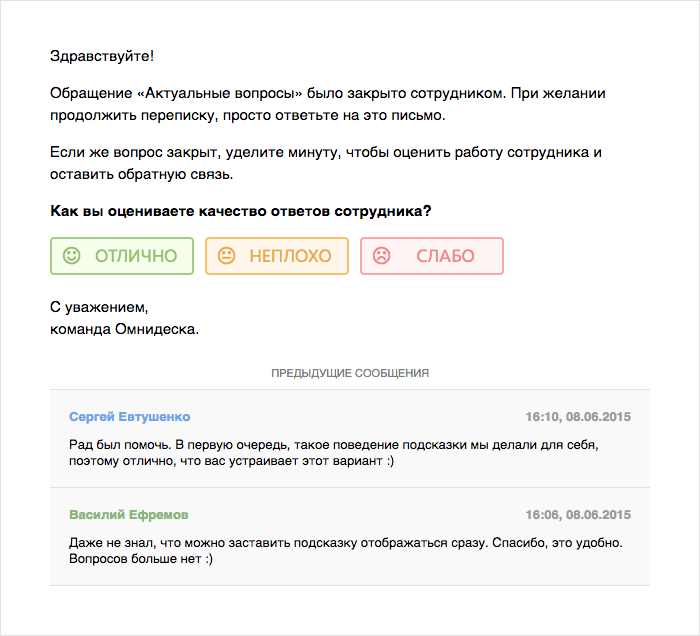 Здравствуйте!
Обращение «Актуальные вопросы» было закрыто сотрудником. При желании
продолжить переписку, просто ответьте на это письмо.
Если же вопрос закрыт, уделите минуту, чтобы оценить работу сотрудника и
оставить обратную связь.
Как вы оцениваете качество ответов сотрудника?
ОТЛИЧНО НЕПЛОХО СЛАБО
С уважением,
команда Омнидеска.
ПРЕДЫДУЩИЕ СООБЩЕНИЯ
Сергей Евтушенко 16:10, 08.06.2015
Рад был помочь. В первую очередь, такое поведение подсказки мы делали для себя,
поэтому отлично, что вас устраивает этот вариант :)
Василий Ефремов 16:06, 08.06.2015
Даже не знал, что можно заставить подсказку отображаться сразу. Спасибо, это удобно.
Вопросов больше нет :)